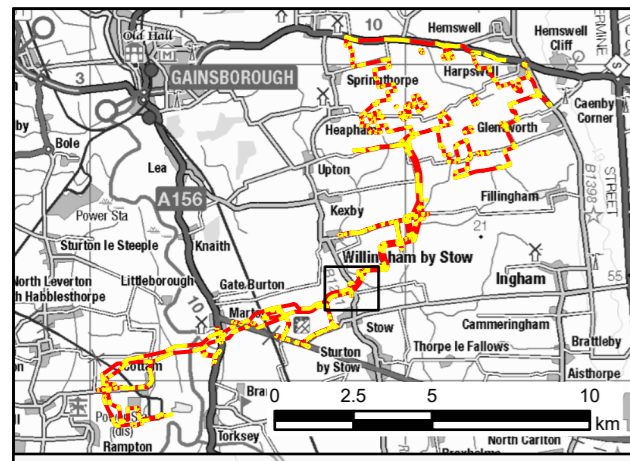 10
Hemswell
ERMINE
Old Hall
M
Hemswell
Cliff
GAINSBOROUGH
3
Springthorpe
Harpswell
Caenby
Corner
by
Bole
Heapham
Glentworth
Lea
Upton
STREET
A156
Fillingham
B1398
Power Sta
Kexby
21
Sturton le Steeple
Knaith
Willingham by Stow
North Leverton
Habblesthorpe
Littleborough
Gate Burton
Ingham
55
10
Marton
Stow
Cammeringham
Brattleby
Sturton
by Stow
Thorpe le Fallows
Aisthorpe
Cottam
Bra
0 2.5 5 10
km
(dis)
Rampton
Torksey
Broxholme
North Carlton